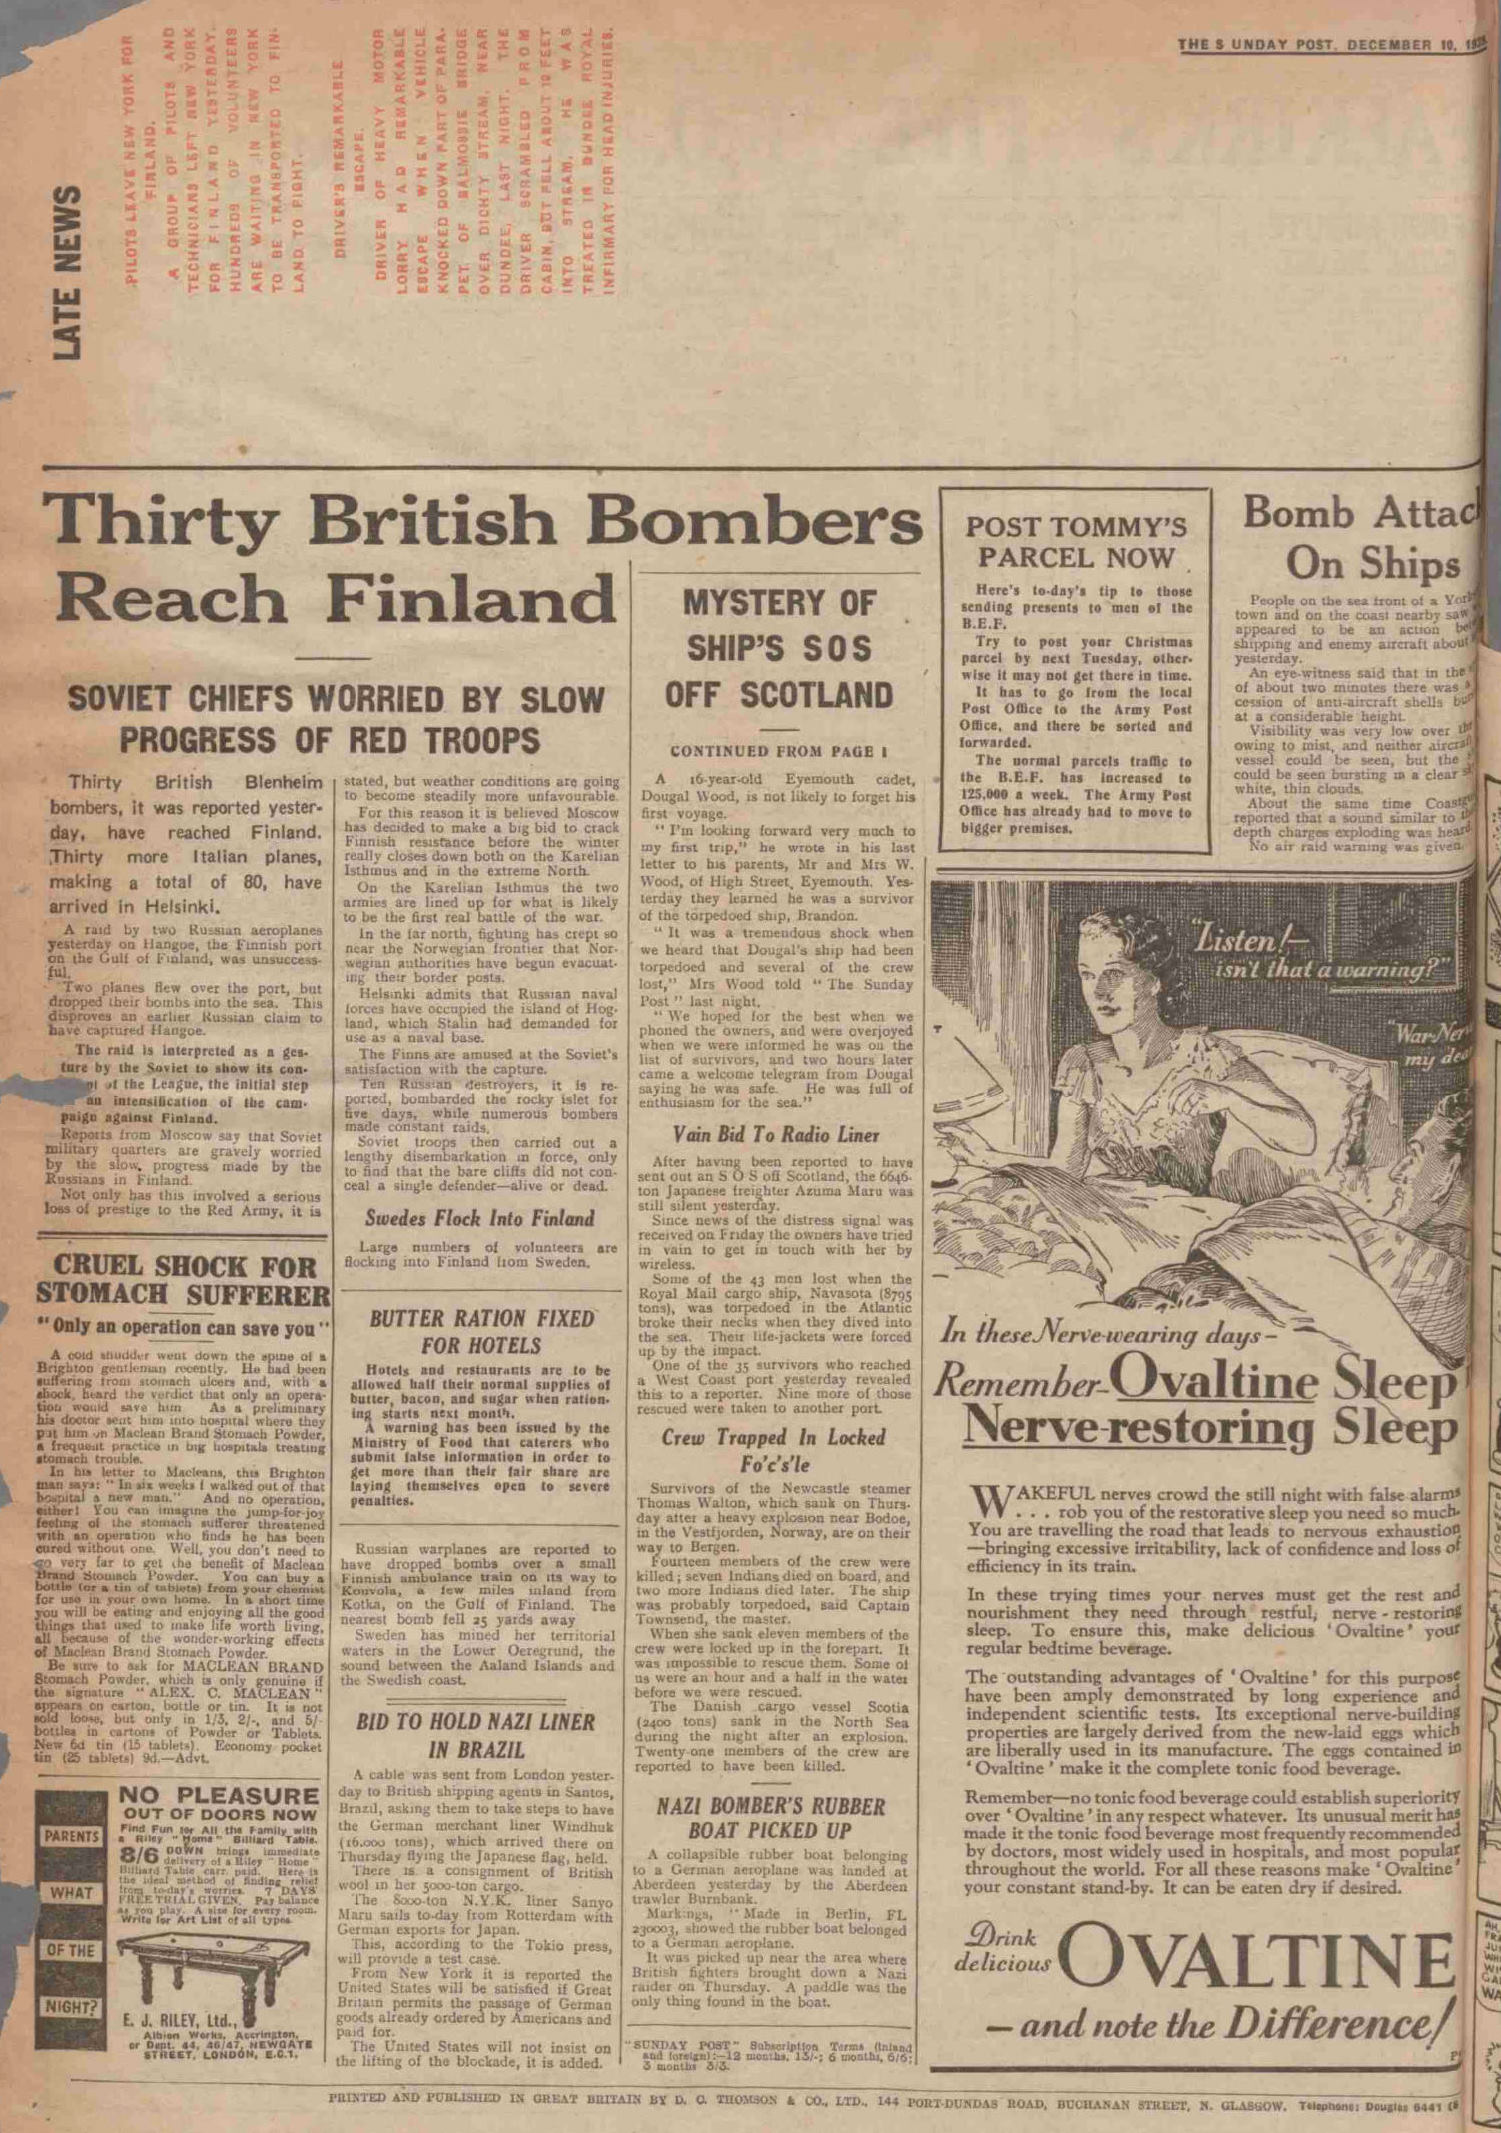 THE SUNDAY POST, DECEMBER 10,
LATE NEWS
PILOTS LEAVE NEW YORK FOR
FINLAND.
A GROUP OF PILOTS AND
TECHNICIANS LEFT NEW YORK
FOR FINLAND YESTERDAY.
HUNDREDS OF VOLUNTEERS
ARE WAITING IN NEW YORK
TO BE TRANSPORTED TO FIN-
LAND TO FIGHT.
DRIVER'S REMARKABLE
ESCAPE.
DRIVER OF HEAVY MOTOR
LORRY HAD REMARKABLE
ESCAPE WHEN VEHICLE
KNOCKED DOWN PART OF PARA-
PET OF BALMOSSIE BRIDGE
OVER DICHTY STREAM, NEAR
DUNDEE, LAST NIGHT. THE
DRIVER SCRAMBLED FROM
CABIN, BUT FELL ABOUT 10 FEET
INTO STREAM. HE WAS
TREATED IN DUNDEE ROYAL
INFIRMARY FOR HEAD INJURIES.
Thirty British Bombers
Reach Finland
SOVIET CHIEFS WORRIED BY SLOW
PROGRESS OF RED TROOPS
Thirty British Blenheim
bombers, it was reported yester-
day, have reached Finland.
Thirty more Italian planes,
making a total of 80, have
arrived in Helsinki.
A raid by two Russian aeroplanes
yesterday on Hangoe, the Finnish port
on the Gulf of Finland, was unsuccess-
ful.
Two planes flew over the port, but
dropped their bombs into the sea. This
disproves an earlier Russian claim to
have captured Hangoe.
The raid is interpreted as a ges-
ture by the Soviet to show its con-
of the League, the initial step
an intensification of the cam-
paign against Finland.
Reports from Moscow say that Soviet
military quarters are gravely worried
by the slow progress made by the
Russians in Finland.
Not only has this involved a serious
loss of prestige to the Red Army, it is
stated, but weather conditions are going
to become steadily more unfavourable.
For this reason it is believed Moscow
has decided to make a big bid to crack
Finnish resistance before the winter
really closes down both on the Karelian
Isthmus and in the extreme North.
On the Karelian Isthmus the two
armies are lined up for what is likely
to be the first real battle of the war.
In the far north, fighting has crept so
near the Norwegian frontier that Nor-
wegian authorities have begun evacuat-
ing their border posts.
Helsinki admits that Russian naval
forces have occupied the island of Hog-
land, which Stalin had demanded for
use as a naval base.
The Finns are amused at the Soviet's
satisfaction with the capture.
Ten Russian destroyers, it is re-
ported, bombarded the rocky islet for
five days, while numerous bombers
made constant raids.
Soviet troops then carried out a
lengthy disembarkation in force, only
to find that the bare cliffs did not con-
ceal a single defender—alive or dead.
Swedes Flock Into Finland
Large numbers of volunteers are
flocking into Finland from Sweden.
BUTTER RATION FIXED
FOR HOTELS
Hotels and restaurants are to be
allowed half their normal supplies of
butter, bacon, and sugar when ration-
ing starts next month.
A warning has been issued by the
Ministry of Food that caterers who
submit false information in order to
get more than their fair share are
laying themselves open to severe
penalties.
Russian warplanes are reported to
have dropped bombs over a small
Finnish ambulance train on its way to
Kouvola, a few miles inland from
Kotka, on the Gulf of Finland. The
nearest bomb fell 25 yards away
Sweden has mined her territorial
waters in the Lower Oeregrund, the
sound between the Aaland Islands and
the Swedish coast.
BID TO HOLD NAZI LINER
IN BRAZIL
A cable was sent from London yester-
day to British shipping agents in Santos,
Brazil, asking them to take steps to have
the German merchant liner Windhuk
(16,000 tons), which arrived there on
Thursday flying the Japanese flag, held.
There is a consignment of British
wool in her 5000-ton cargo.
The 8000-ton N.Y.K. liner Sanyo
Maru sails to-day from Rotterdam with
German exports for Japan.
This, according to the Tokio press,
will provide a test case.
From New York it is reported the
United States will be satisfied if Great
Britain permits the passage of German
goods already ordered by Americans and
paid for.
The United States will not insist on
the lifting of the blockade, it is added.
CRUEL SHOCK FOR
STOMACH SUFFERER
"Only an operation can save you"
A cold shudder went down the spine of a
Brighton gentleman recently. He had been
suffering from stomach ulcers and, with a
shock, heard the verdict that only an opera-
tion would save him. As a preliminary
his doctor sent him into hospital where they
put him on Maclean Brand Stomach Powder,
a frequent practice in big hospitals treating
stomach trouble.
In his letter to Macleans, this Brighton
man says: "In six weeks I walked out of that
hospital a new man." And no operation,
either! You can imagine the jump-for-joy
feeling of the stomach sufferer threatened
with an operation who finds he has been
cured without one. Well, you don't need to
go very far to get the benefit of Maclean
Brand Stomach Powder. You can buy a
bottle (or a tin of tablets) from your chemist
for use in your own home. In a short time
you will be eating and enjoying all the good
things that used to make life worth living,
all because of the wonder-working effects
of Maclean Brand Stomach Powder.
Be sure to ask for MACLEAN BRAND
Stomach Powder, which is only genuine if
the signature "ALEX. C. MACLEAN"
appears on carton, bottle or tin. It is not
sold loose, but only in 1/3, 2/-, and 5/-
bottles in cartons of Powder or Tablets.
New 6d tin (15 tablets). Economy pocket
tin (25 tablets) 9d.—Advt.
PARENTS
WHAT
OF THE
NIGHT?
NO PLEASURE
OUT OF DOORS NOW
Find Fun for All the Family with
a Riley "Home" Billiard Table.
8/6 DOWN brings immediate
delivery of a Riley "Home"
Billiard Table carr. paid. Here is
the ideal method of finding relief
from to-day's worries. 7 DAYS'
FREE TRIAL GIVEN. Pay balance
as you play. A size for every room.
Write for Art List of all types.
E. J. RILEY, Ltd.,
Albion Works, Accrington,
or Dept. 44, 46/47, NEWGATE
STREET, LONDON, E.C.1.
MYSTERY OF
SHIP'S SOS
OFF SCOTLAND
CONTINUED FROM PAGE 1
A 16-year-old Eyemouth cadet,
Dougal Wood, is not likely to forget his
first voyage.
"I'm looking forward very much to
my first trip," he wrote in his last
letter to his parents, Mr and Mrs W.
Wood, of High Street, Eyemouth. Yes-
terday they learned he was a survivor
of the torpedoed ship, Brandon.
"It was a tremendous shock when
we heard that Dougal's ship had been
torpedoed and several of the crew
lost," Mrs Wood told "The Sunday
Post" last night.
"We hoped for the best when we
phoned the owners, and were overjoyed
when we were informed he was on the
list of survivors, and two hours later
came a welcome telegram from Dougal
saying he was safe. He was full of
enthusiasm for the sea."
Vain Bid To Radio Liner
After having been reported to have
sent out an S O S off Scotland, the 6646-
ton Japanese freighter Azuma Maru was
still silent yesterday.
Since news of the distress signal was
received on Friday the owners have tried
in vain to get in touch with her by
wireless.
Some of the 43 men lost when the
Royal Mail cargo ship, Navasota (8795
tons), was torpedoed in the Atlantic
broke their necks when they dived into
the sea. Their life-jackets were forced
up by the impact.
One of the 35 survivors who reached
a West Coast port yesterday revealed
this to a reporter. Nine more of those
rescued were taken to another port.
Crew Trapped In Locked
Fo'c's'le
Survivors of the Newcastle steamer
Thomas Walton, which sank on Thurs-
day after a heavy explosion near Bodoe,
in the Vestfjorden, Norway, are on their
way to Bergen.
Fourteen members of the crew were
killed; seven Indians died on board, and
two more Indians died later. The ship
was probably torpedoed, said Captain
Townsend, the master.
When she sank eleven members of the
crew were locked up in the forepart. It
was impossible to rescue them. Some of
us were an hour and a half in the water
before we were rescued.
The Danish cargo vessel Scotia
(2400 tons) sank in the North Sea
during the night after an explosion.
Twenty-one members of the crew are
reported to have been killed.
NAZI BOMBER'S RUBBER
BOAT PICKED UP
A collapsible rubber boat belonging
to a German aeroplane was landed at
Aberdeen yesterday by the Aberdeen
trawler Burnbank.
Markings, "Made in Berlin, FL
230003, showed the rubber boat belonged
to a German aeroplane.
It was picked up near the area where
British fighters brought down a Nazi
raider on Thursday. A paddle was the
only thing found in the boat.
"SUNDAY POST" Subscription Terms (Inland
and foreign):—12 months, 13/-; 6 months, 6/6;
3 months 3/3.
POST TOMMY'S
PARCEL NOW
Here's to-day's tip to those
sending presents to men of the
B.E.F.
Try to post your Christmas
parcel by next Tuesday, other-
wise it may not get there in time.
It has to go from the local
Post Office to the Army Post
Office, and there be sorted and
forwarded.
The normal parcels traffic to
the B.E.F. has increased to
125,000 a week. The Army Post
Office has already had to move to
bigger premises.
Bomb Attac
On Ships
People on the sea front of a York
town and on the coast nearby saw
appeared to be an action
shipping and enemy aircraft about
yesterday.
An eye-witness said that in the
of about two minutes there was
cession of anti-aircraft shells
at a considerable height.
Visibility was very low over the
owing to mist, and neither aircraft
vessel could be seen, but the
could be seen bursting in a clear
white, thin clouds.
About the same time
reported that a sound similar to
depth charges exploding was heard
No air raid warning was given.
"Listen!—
isn't that a warning?"
"War-Ner
my dea
In these Nerve-wearing days—
Remember—Ovaltine Sleep
Nerve-restoring Sleep
WAKEFUL nerves crowd the still night with false alarms
. . . rob you of the restorative sleep you need so much.
You are travelling the road that leads to nervous exhaustion
—bringing excessive irritability, lack of confidence and loss of
efficiency in its train.
In these trying times your nerves must get the rest and
nourishment they need through restful, nerve-restoring
sleep. To ensure this, make delicious 'Ovaltine' your
regular bedtime beverage.
The outstanding advantages of 'Ovaltine' for this purpose
have been amply demonstrated by long experience and
independent scientific tests. Its exceptional nerve-building
properties are largely derived from the new-laid eggs which
are liberally used in its manufacture. The eggs contained in
'Ovaltine' make it the complete tonic food beverage.
Remember—no tonic food beverage could establish superiority
over 'Ovaltine' in any respect whatever. Its unusual merit has
made it the tonic food beverage most frequently recommended
by doctors, most widely used in hospitals, and most popular
throughout the world. For all these reasons make 'Ovaltine'
your constant stand-by. It can be eaten dry if desired.
Drink
delicious OVALTINE
—and note the Difference!
PRINTED AND PUBLISHED IN GREAT BRITAIN BY D. C. THOMSON & CO., LTD., 144 PORT-DUNDAS ROAD, BUCHANAN STREET, N. GLASGOW. Telephone: Douglas 6441